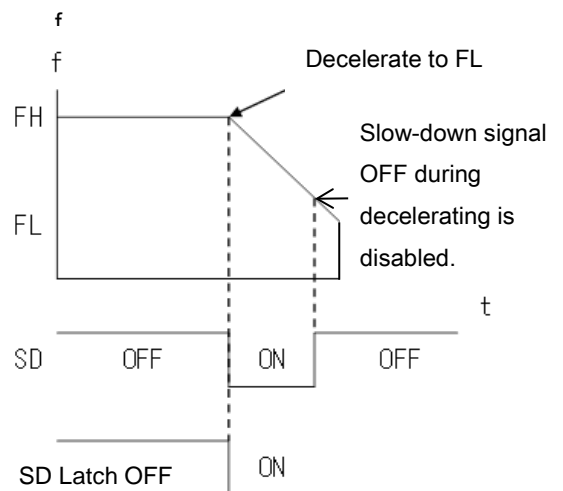 f
f
Decelerate to FL
FH
Slow-down signal
OFF during
decelerating is
disabled.
FL
t
SD
OFF
ON
OFF
SD Latch OFF
ON